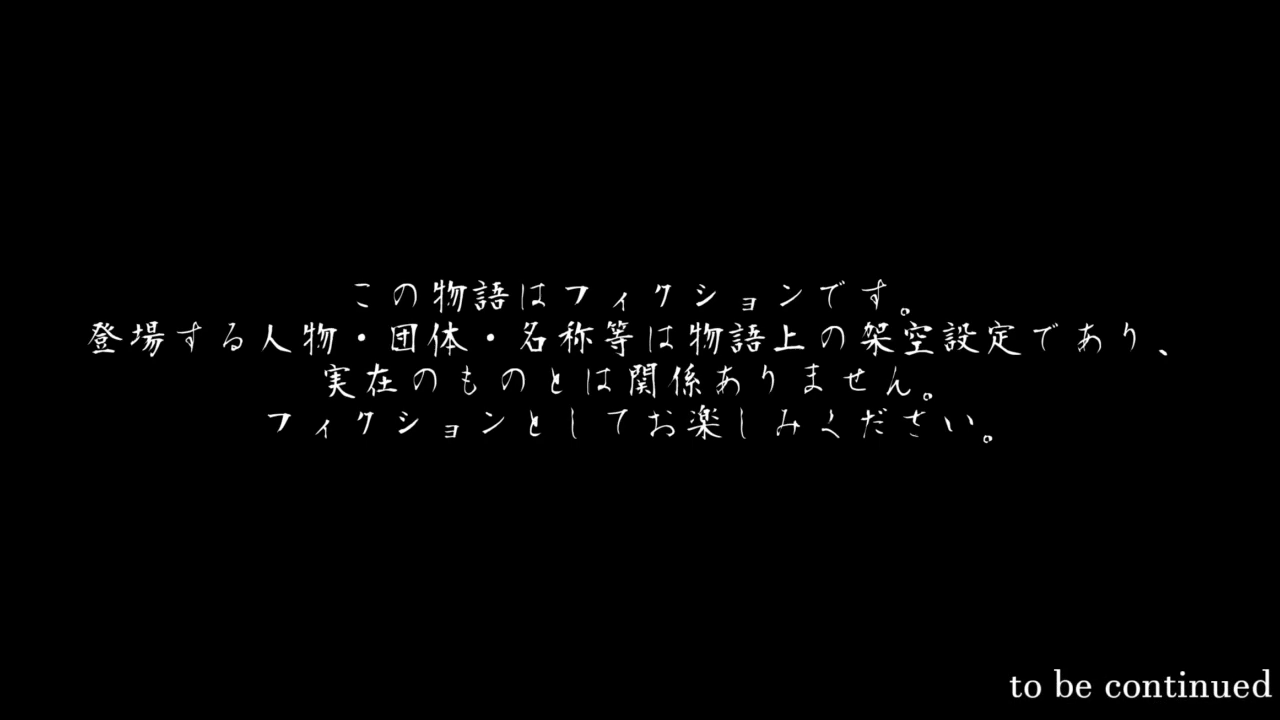 この物語はフィクションです。
登場する人物・団体・名称等は物語上の架空設定であり、
実在のものとは関係ありません。
フィクションとしてお楽しみください。
to be continued